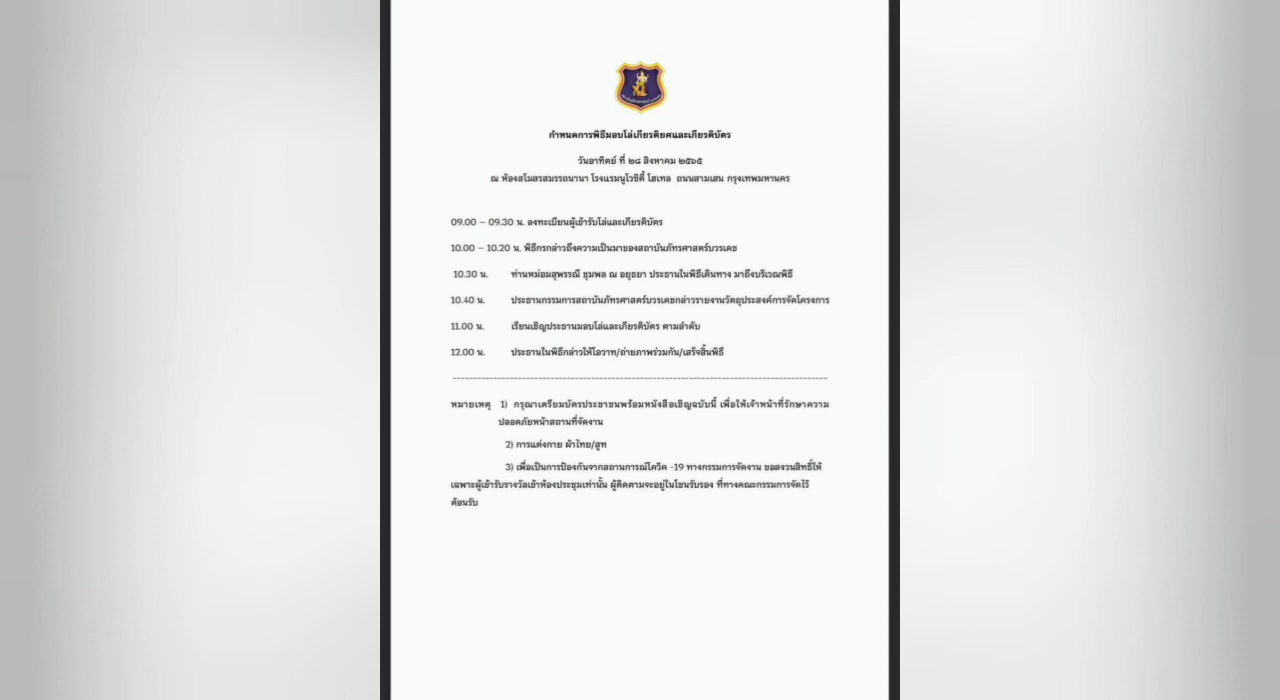 กำหนดการพิธีมอบโล่เกียรติยศและเกียรติบัตร
วันอาทิตย์ ที่ ๒๘ สิงหาคม ๒๕๖๕
ณ ห้องสโมสรสมรรถนานา โรงแรมนูโวซิตี้ โฮเทล ถนนสามเสน กรุงเทพมหานคร
09.00 – 09.30 น. ลงทะเบียนผู้เข้ารับโล่และเกียรติบัตร
10.00 – 10.20 น. พิธีกรกล่าวถึงความเป็นมาของสถาบันภัทรศาสตร์บวรเดช
10.30 น. ท่านหม่อมสุพรรณี ชุมพล ณ อยุธยา ประธานในพิธีเดินทาง มาถึงบริเวณพิธี
10.40 น. ประธานกรรมการสถาบันภัทรศาสตร์บวรเดชกล่าวรายงานวัตถุประสงค์การจัดโครงการ
11.00 น. เรียนเชิญประธานมอบโล่และเกียรติบัตร ตามลำดับ
12.00 น. ประธานในพิธีกล่าวให้โอวาท/ถ่ายภาพร่วมกัน/เสร็จสิ้นพิธี
หมายเหตุ 1) กรุณาเตรียมบัตรประชาชนพร้อมหนังสือเชิญฉบับนี้ เพื่อให้เจ้าหน้าที่รักษาความ
ปลอดภัยหน้าสถานที่จัดงาน
2) การแต่งกาย ผ้าไทย/สูท
3) เพื่อเป็นการป้องกันจากสถานการณ์โควิด -19 ทางกรรมการจัดงาน ขอสงวนสิทธิ์ให้
เฉพาะผู้เข้ารับรางวัลเข้าห้องประชุมเท่านั้น ผู้ติดตามจะอยู่ในโซนรับรอง ที่ทางคณะกรรมการจัดไว้
ต้อนรับ